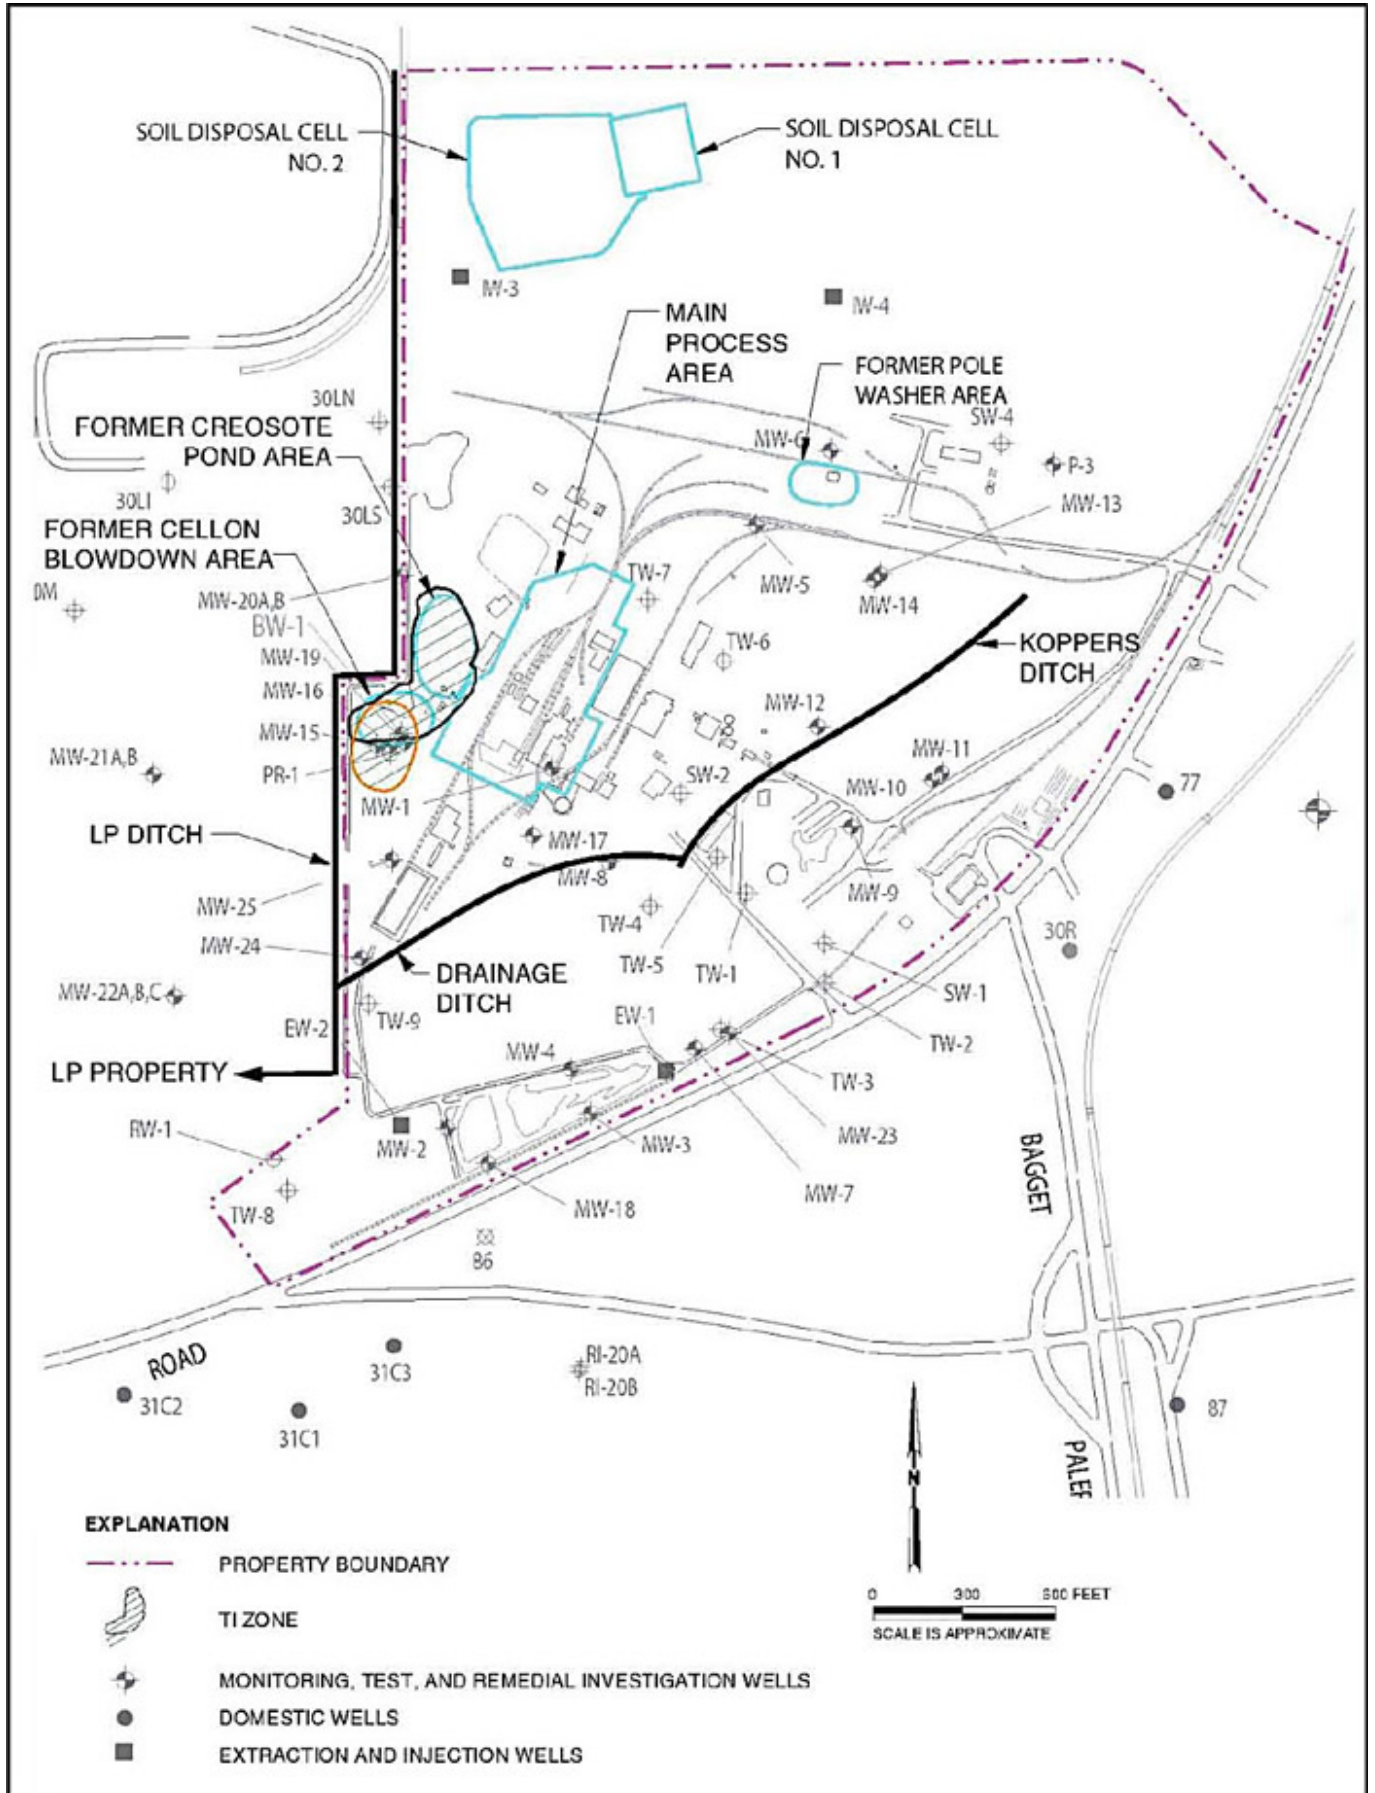 SOIL DISPOSAL CELL
NO. 2
SOIL DISPOSAL CELL
NO. 1
IW-3
IW-4
MAIN
PROCESS
AREA
FORMER POLE
WASHER AREA
30LN
FORMER CREOSOTE
POND AREA
SW-4
MW-6
P-3
30LI
30LS
MW-13
FORMER CELLON
BLOWDOWN AREA
TW-7
MW-5
MW-14
0M
MW-20A,B
BW-1
MW-19
MW-16
MW-15
PR-1
TW-6
KOPPERS
DITCH
MW-12
MW-21A,B
MW-11
MW-10
SW-2
77
MW-1
LP DITCH
MW-17
MW-8
MW-9
MW-25
TW-4
30R
MW-24
TW-5
TW-1
DRAINAGE
DITCH
SW-1
MW-22A,B,C
TW-9
EW-2
EW-1
TW-2
LP PROPERTY
MW-4
TW-3
RW-1
MW-2
MW-3
MW-23
BAGGET
MW-7
TW-8
MW-18
86
ROAD
31C3
RI-20A
RI-20B
31C2
31C1
87
N
PALER
EXPLANATION
PROPERTY BOUNDARY
0 300 600 FEET
TI ZONE
SCALE IS APPROXIMATE
MONITORING, TEST, AND REMEDIAL INVESTIGATION WELLS
DOMESTIC WELLS
EXTRACTION AND INJECTION WELLS